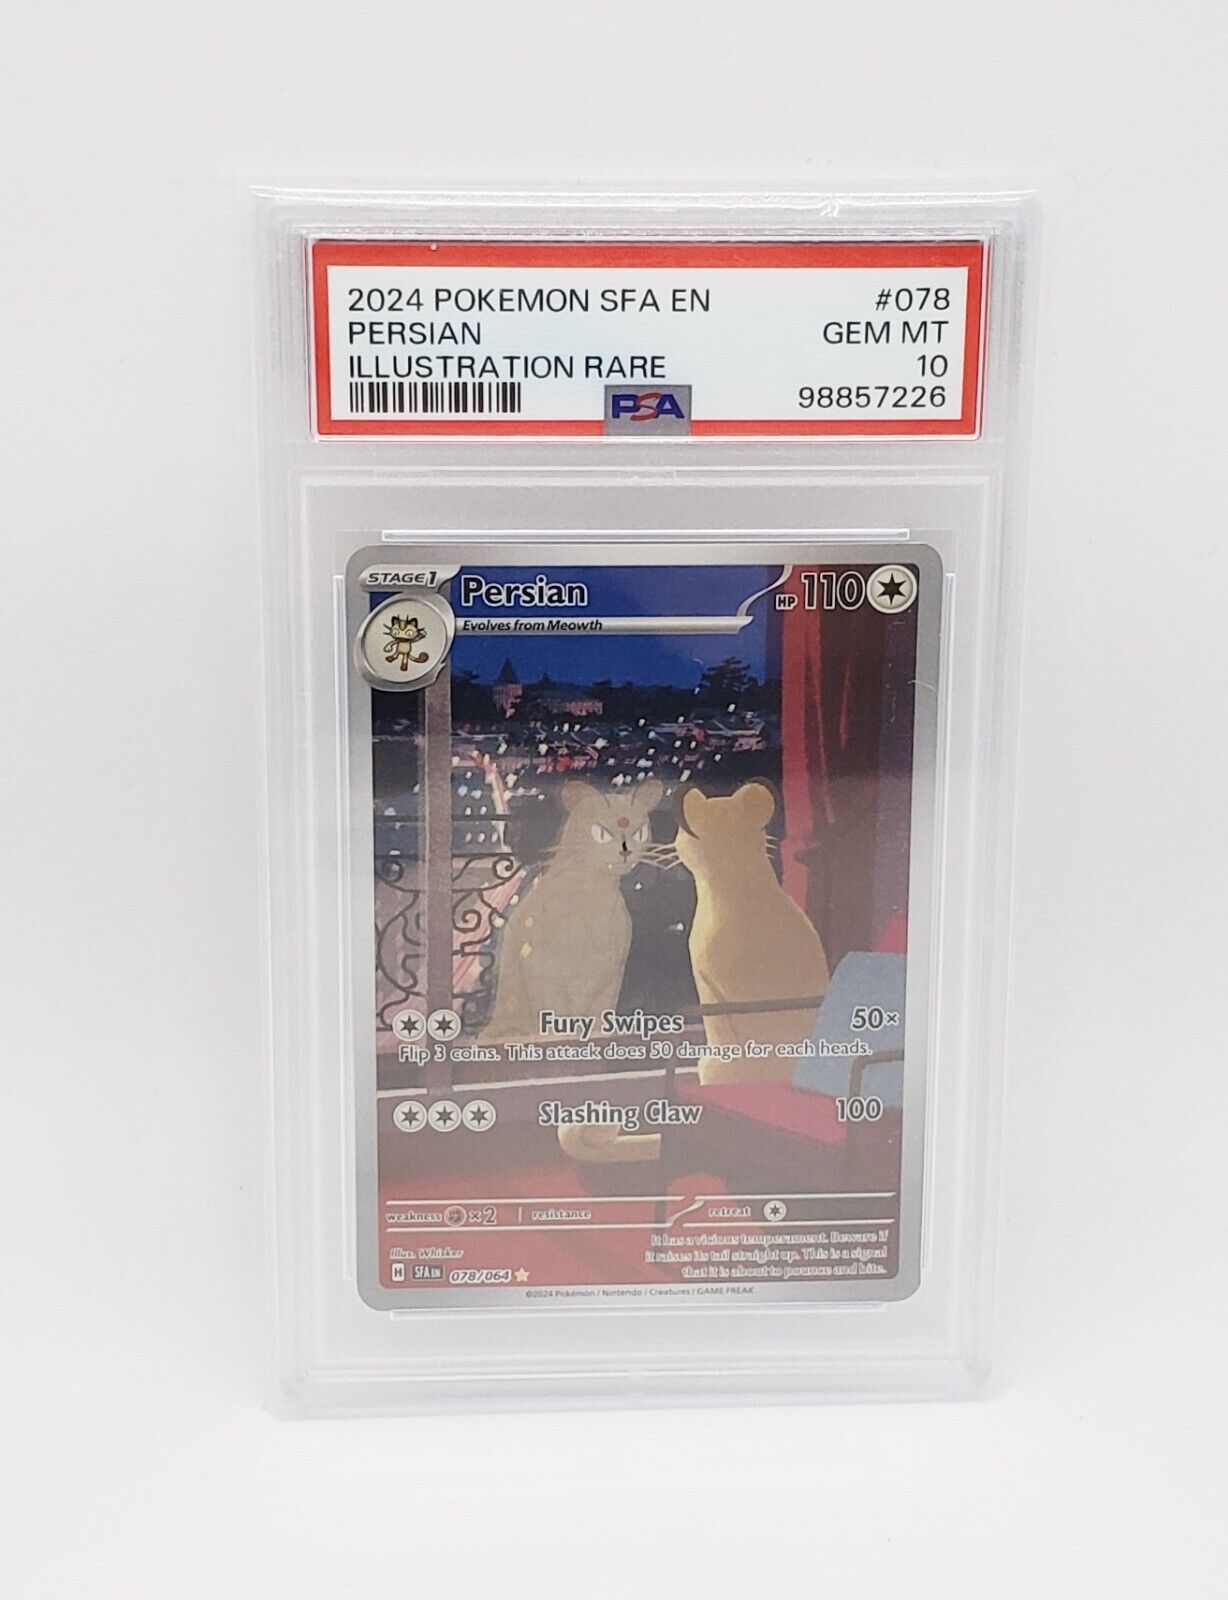 2024 POKEMON SFA EN #078
PERSIAN GEM MT
ILLUSTRATION RARE 10
PSA 98857226
STAGE 1 Persian HP 110
Evolves from Meowth
Fury Swipes 50×
Flip 3 coins. This attack does 50 damage for each heads.
Slashing Claw 100
weakness ×2 resistance retreat
It has a vicious temperament. Beware if
it raises its tail straight up. This is a signal
that it is about to pounce and bite.
Illus. Whisker
H SFA EN 078/064
©2024 Pokémon / Nintendo / Creatures / GAME FREAK